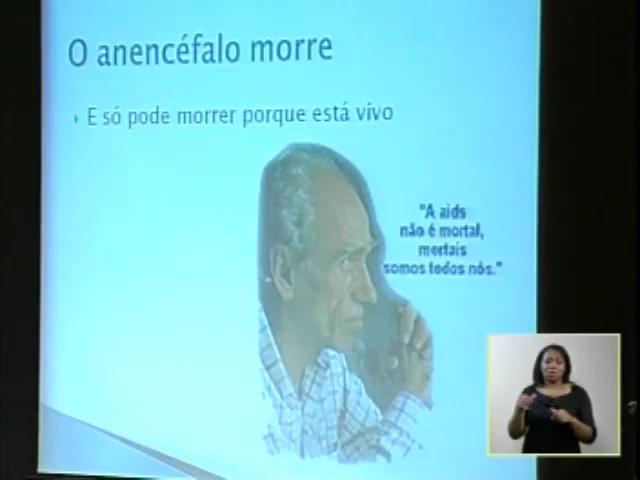 O anencéfalo morre
E só pode morrer porque está vivo
"A aids
não é mortal,
mortais
somos todos nós."